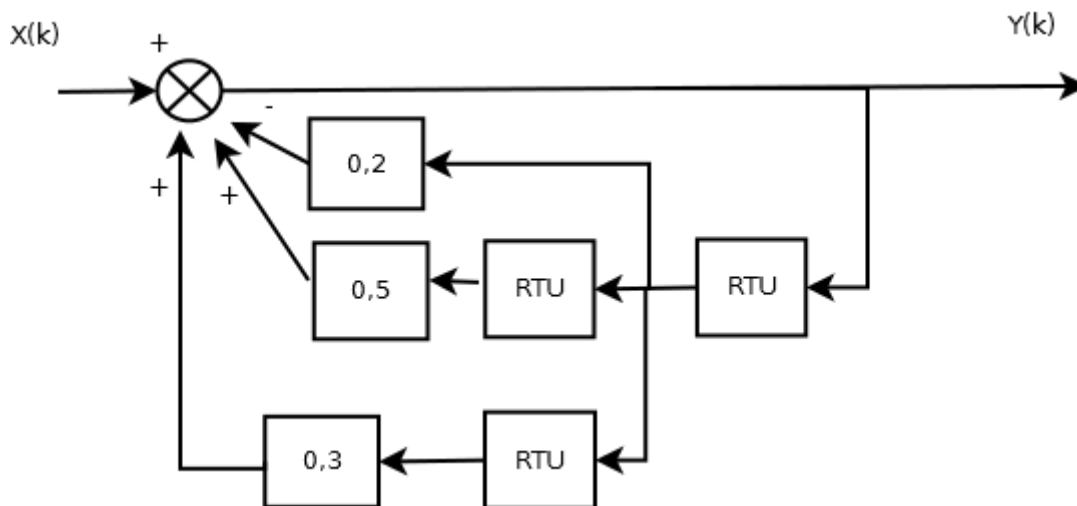 X(k)
Y(k)
+
-
0,2
+
+
0,5
RTU
RTU
0,3
RTU